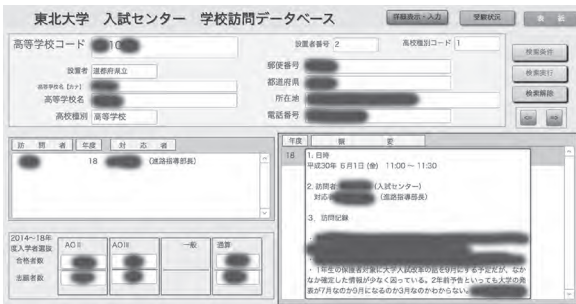 東北大学 入試センター 学校訪問データベース
詳細表示・入力
受験状況
高等学校コード
10
設置者番号 2
高校種別コード 1
検索条件
検索実行
検索解除
設置者 道都府県立
郵便番号
高等学校名【カナ】
都道府県
高等学校名
所在地
高校種別 高等学校
電話番号
訪 問 者 年度 対 応 者
18 (進路指導部長)
年度 概 要
18 1. 日時
平成30年 6月1日(金) 11:00 ~ 11:30
2. 訪問者 (入試センター)
対応 (進路指導部長)
3. 訪問記録
・1年生の保護者対象に大学入試改革の話を9月にする予定だが、なか
なか確定した情報が少なく困っている。2年前予告といっても大学の発
表が7月なのか9月になるのか3月なのかわからない。
2014~18年
度入学者選抜 AOⅡ AOⅢ 一般 通算
合格者数
志願者数